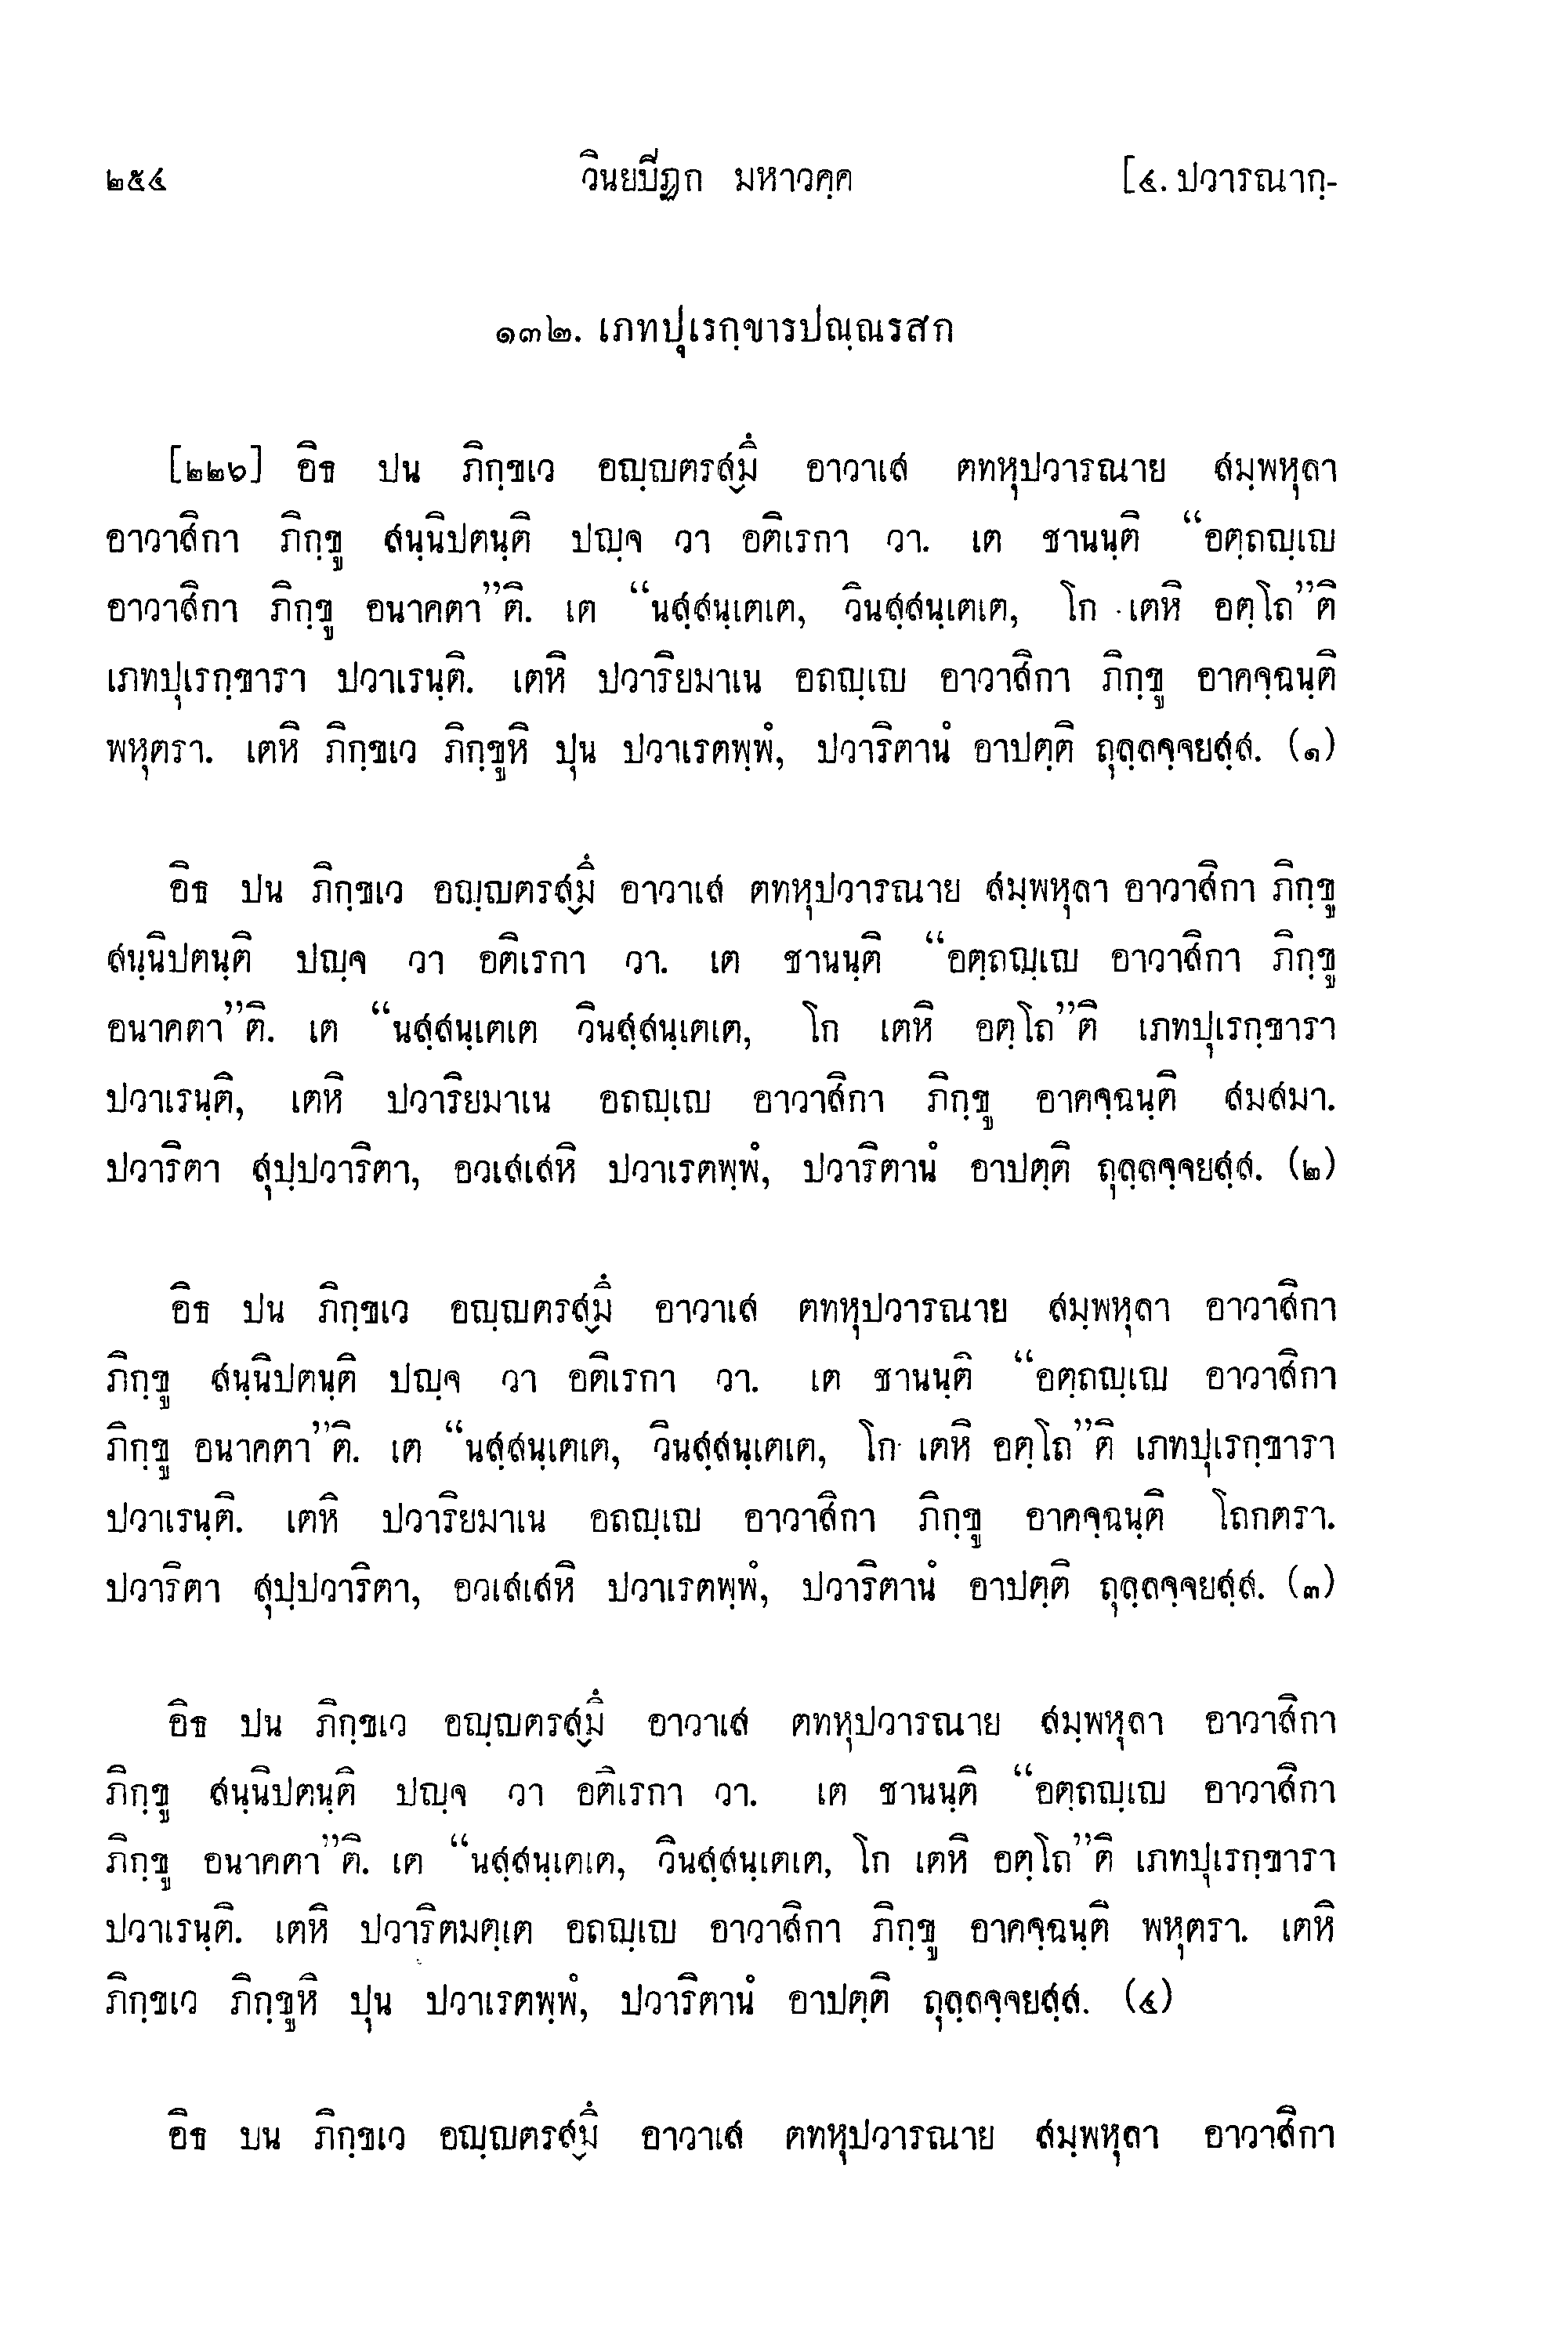 ๒๕๔ วินยปิฏก มหาวคฺค [๔. ปวารณากฺ-
๑๓๒. เภทปุเรกฺขารปณฺณรสก
[๒๒๖] อิธ ปน ภิกฺขเว อญฺญตรสฺมิํ อาวาเส ตทหุปวารณาย สมฺพหุลา
อาวาสิกา ภิกฺขู สนฺนิปตนฺติ ปญฺจ วา อติเรกา วา. เต ชานนฺติ “อตฺถญฺเญ
อาวาสิกา ภิกฺขู อนาคตา”ติ. เต “นสฺสนฺเตเต, วินสฺสนฺเตเต, โก เตหิ อตฺโถ”ติ
เภทปุเรกฺขารา ปวาเรนฺติ. เตหิ ปวาริยมาเน อถญฺเญ อาวาสิกา ภิกฺขู อาคจฺฉนฺติ
พหุตรา. เตหิ ภิกฺขเว ภิกฺขูหิ ปุน ปวาเรตพฺพํ, ปวาริตานํ อาปตฺติ ถุลฺลจฺจยสฺส. (๑)
อิธ ปน ภิกฺขเว อญฺญตรสฺมิํ อาวาเส ตทหุปวารณาย สมฺพหุลา อาวาสิกา ภิกฺขู
สนฺนิปตนฺติ ปญฺจ วา อติเรกา วา. เต ชานนฺติ “อตฺถญฺเญ อาวาสิกา ภิกฺขู
อนาคตา”ติ. เต “นสฺสนฺเตเต วินสฺสนฺเตเต, โก เตหิ อตฺโถ”ติ เภทปุเรกฺขารา
ปวาเรนฺติ, เตหิ ปวาริยมาเน อถญฺเญ อาวาสิกา ภิกฺขู อาคจฺฉนฺติ สมสมา.
ปวาริตา สุปฺปวาริตา, อวเสเสหิ ปวาเรตพฺพํ, ปวาริตานํ อาปตฺติ ถุลฺลจฺจยสฺส. (๒)
อิธ ปน ภิกฺขเว อญฺญตรสฺมิํ อาวาเส ตทหุปวารณาย สมฺพหุลา อาวาสิกา
ภิกฺขู สนฺนิปตนฺติ ปญฺจ วา อติเรกา วา. เต ชานนฺติ “อตฺถญฺเญ อาวาสิกา
ภิกฺขู อนาคตา”ติ. เต “นสฺสนฺเตเต, วินสฺสนฺเตเต, โก เตหิ อตฺโถ”ติ เภทปุเรกฺขารา
ปวาเรนฺติ. เตหิ ปวาริยมาเน อถญฺเญ อาวาสิกา ภิกฺขู อาคจฺฉนฺติ โถกตรา.
ปวาริตา สุปฺปวาริตา, อวเสเสหิ ปวาเรตพฺพํ, ปวาริตานํ อาปตฺติ ถุลฺลจฺจยสฺส. (๓)
อิธ ปน ภิกฺขเว อญฺญตรสฺมิํ อาวาเส ตทหุปวารณาย สมฺพหุลา อาวาสิกา
ภิกฺขู สนฺนิปตนฺติ ปญฺจ วา อติเรกา วา. เต ชานนฺติ “อตฺถญฺเญ อาวาสิกา
ภิกฺขู อนาคตา”ติ. เต “นสฺสนฺเตเต, วินสฺสนฺเตเต, โก เตหิ อตฺโถ”ติ เภทปุเรกฺขารา
ปวาเรนฺติ. เตหิ ปวาริตมตฺเต อถญฺเญ อาวาสิกา ภิกฺขู อาคจฺฉนฺติ พหุตรา. เตหิ
ภิกฺขเว ภิกฺขูหิ ปุน ปวาเรตพฺพํ, ปวาริตานํ อาปตฺติ ถุลฺลจฺจยสฺส. (๔)
อิธ บน ภิกฺขเว อญฺญตรสฺมิํ อาวาเส ตทหุปวารณาย สมฺพหุลา อาวาสิกา